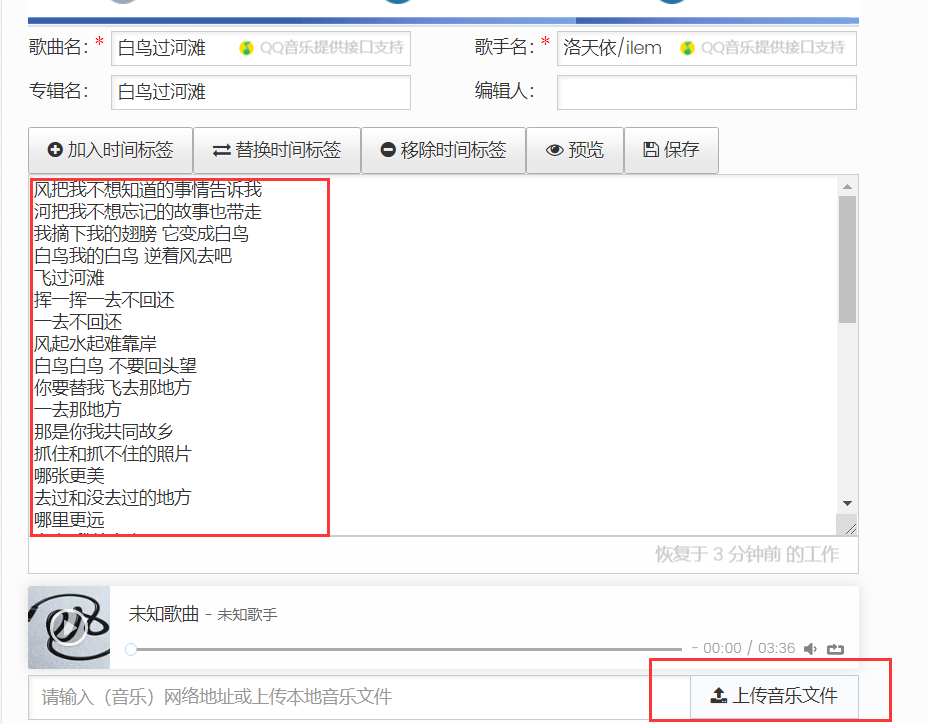 歌曲名：* 白鸟过河滩 QQ音乐提供接口支持 歌手名：* 洛天依/ilem QQ音乐提供接口支持
专辑名： 白鸟过河滩 编辑人：
加入时间标签 替换时间标签 移除时间标签 预览 保存
风把我不想知道的事情告诉我
河把我不想忘记的故事也带走
我摘下我的翅膀 它变成白鸟
白鸟我的白鸟 逆着风去吧
飞过河滩
挥一挥一去不回还
一去不回还
风起水起难靠岸
白鸟白鸟 不要回头望
你要替我飞去那地方
一去那地方
那是你我共同故乡
抓住和抓不住的照片
哪张更美
去过和没去过的地方
哪里更远
恢复于 3 分钟前 的工作
未知歌曲 - 未知歌手
- 00:00 / 03:36
请输入（音乐）网络地址或上传本地音乐文件 上传音乐文件